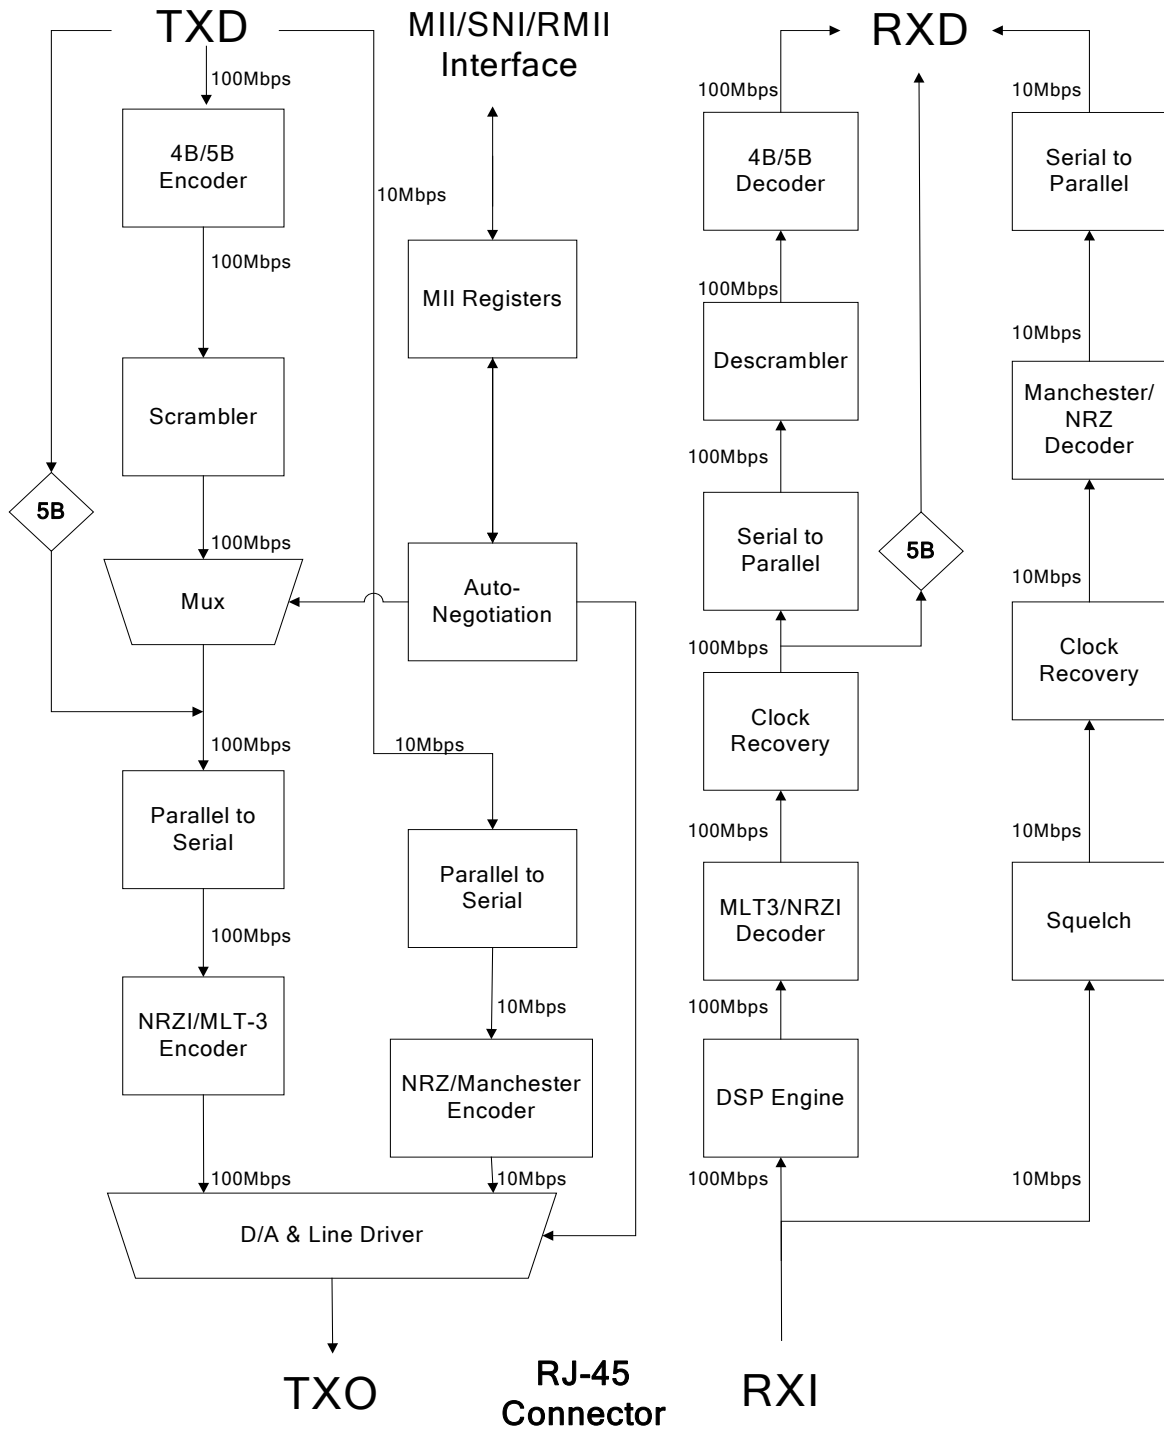 TXD
MII/SNI/RMII
Interface
RXD
100Mbps
10Mbps
4B/5B
Encoder
100Mbps
Scrambler
5B
100Mbps
Mux
100Mbps
Parallel to
Serial
100Mbps
NRZI/MLT-3
Encoder
100Mbps
MII Registers
Auto-
Negotiation
10Mbps
Parallel to
Serial
10Mbps
NRZ/Manchester
Encoder
10Mbps
D/A & Line Driver
TXO
RJ-45
Connector
100Mbps
4B/5B
Decoder
100Mbps
Descrambler
100Mbps
Serial to
Parallel
5B
100Mbps
Clock
Recovery
100Mbps
MLT3/NRZI
Decoder
100Mbps
DSP Engine
100Mbps
RXI
10Mbps
Serial to
Parallel
10Mbps
Manchester/
NRZ
Decoder
10Mbps
Clock
Recovery
10Mbps
Squelch
10Mbps